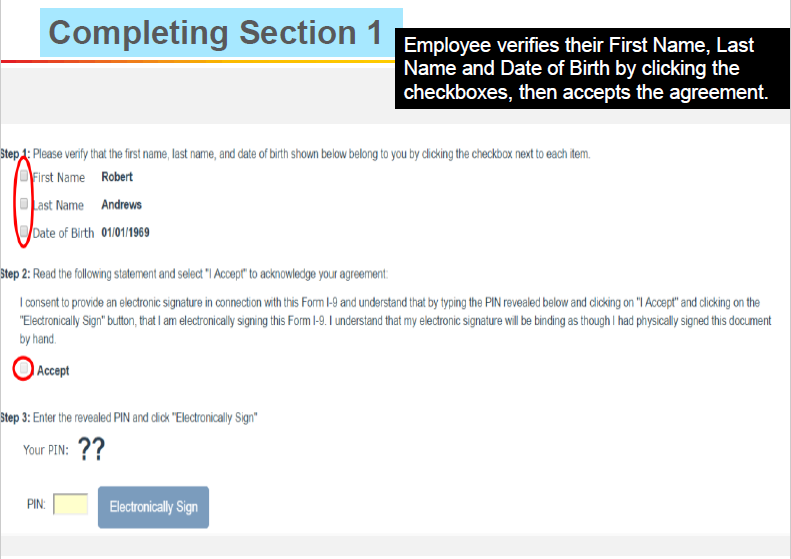 Completing Section 1
Employee verifies their First Name, Last
Name and Date of Birth by clicking the
checkboxes, then accepts the agreement.
Step 1: Please verify that the first name, last name, and date of birth shown below belong to you by clicking the checkbox next to each item.
First Name Robert
Last Name Andrews
Date of Birth 01/01/1969
Step 2: Read the following statement and select "I Accept" to acknowledge your agreement:
I consent to provide an electronic signature in connection with this Form I-9 and understand that by typing the PIN revealed below and clicking on "I Accept" and clicking on the
"Electronically Sign" button, that I am electronically signing this Form I-9. I understand that my electronic signature will be binding as though I had physically signed this document
by hand.
I Accept
Step 3: Enter the revealed PIN and click "Electronically Sign"
Your PIN: ??
PIN: Electronically Sign